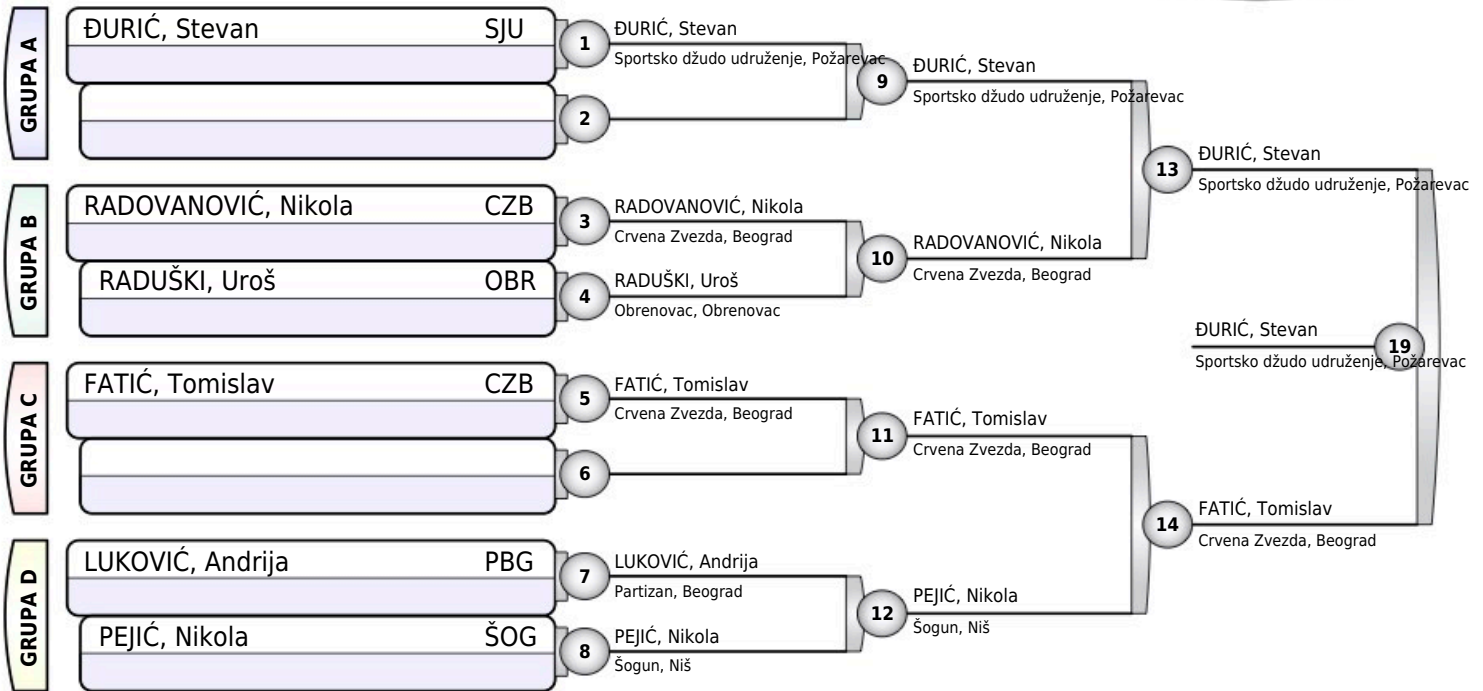 GRUPA A
ĐURIĆ, Stevan SJU
1
ĐURIĆ, Stevan
Sportsko džudo udruženje, Požarevac
2
9
ĐURIĆ, Stevan
Sportsko džudo udruženje, Požarevac
GRUPA B
RADOVANOVIĆ, Nikola CZB
3
RADOVANOVIĆ, Nikola
Crvena Zvezda, Beograd
RADUŠKI, Uroš OBR
4
RADUŠKI, Uroš
Obrenovac, Obrenovac
10
RADOVANOVIĆ, Nikola
Crvena Zvezda, Beograd
13
ĐURIĆ, Stevan
Sportsko džudo udruženje, Požarevac
GRUPA C
FATIĆ, Tomislav CZB
5
FATIĆ, Tomislav
Crvena Zvezda, Beograd
6
11
FATIĆ, Tomislav
Crvena Zvezda, Beograd
GRUPA D
LUKOVIĆ, Andrija PBG
7
LUKOVIĆ, Andrija
Partizan, Beograd
PEJIĆ, Nikola ŠOG
8
PEJIĆ, Nikola
Šogun, Niš
12
PEJIĆ, Nikola
Šogun, Niš
14
FATIĆ, Tomislav
Crvena Zvezda, Beograd
ĐURIĆ, Stevan
19
Sportsko džudo udruženje, Požarevac